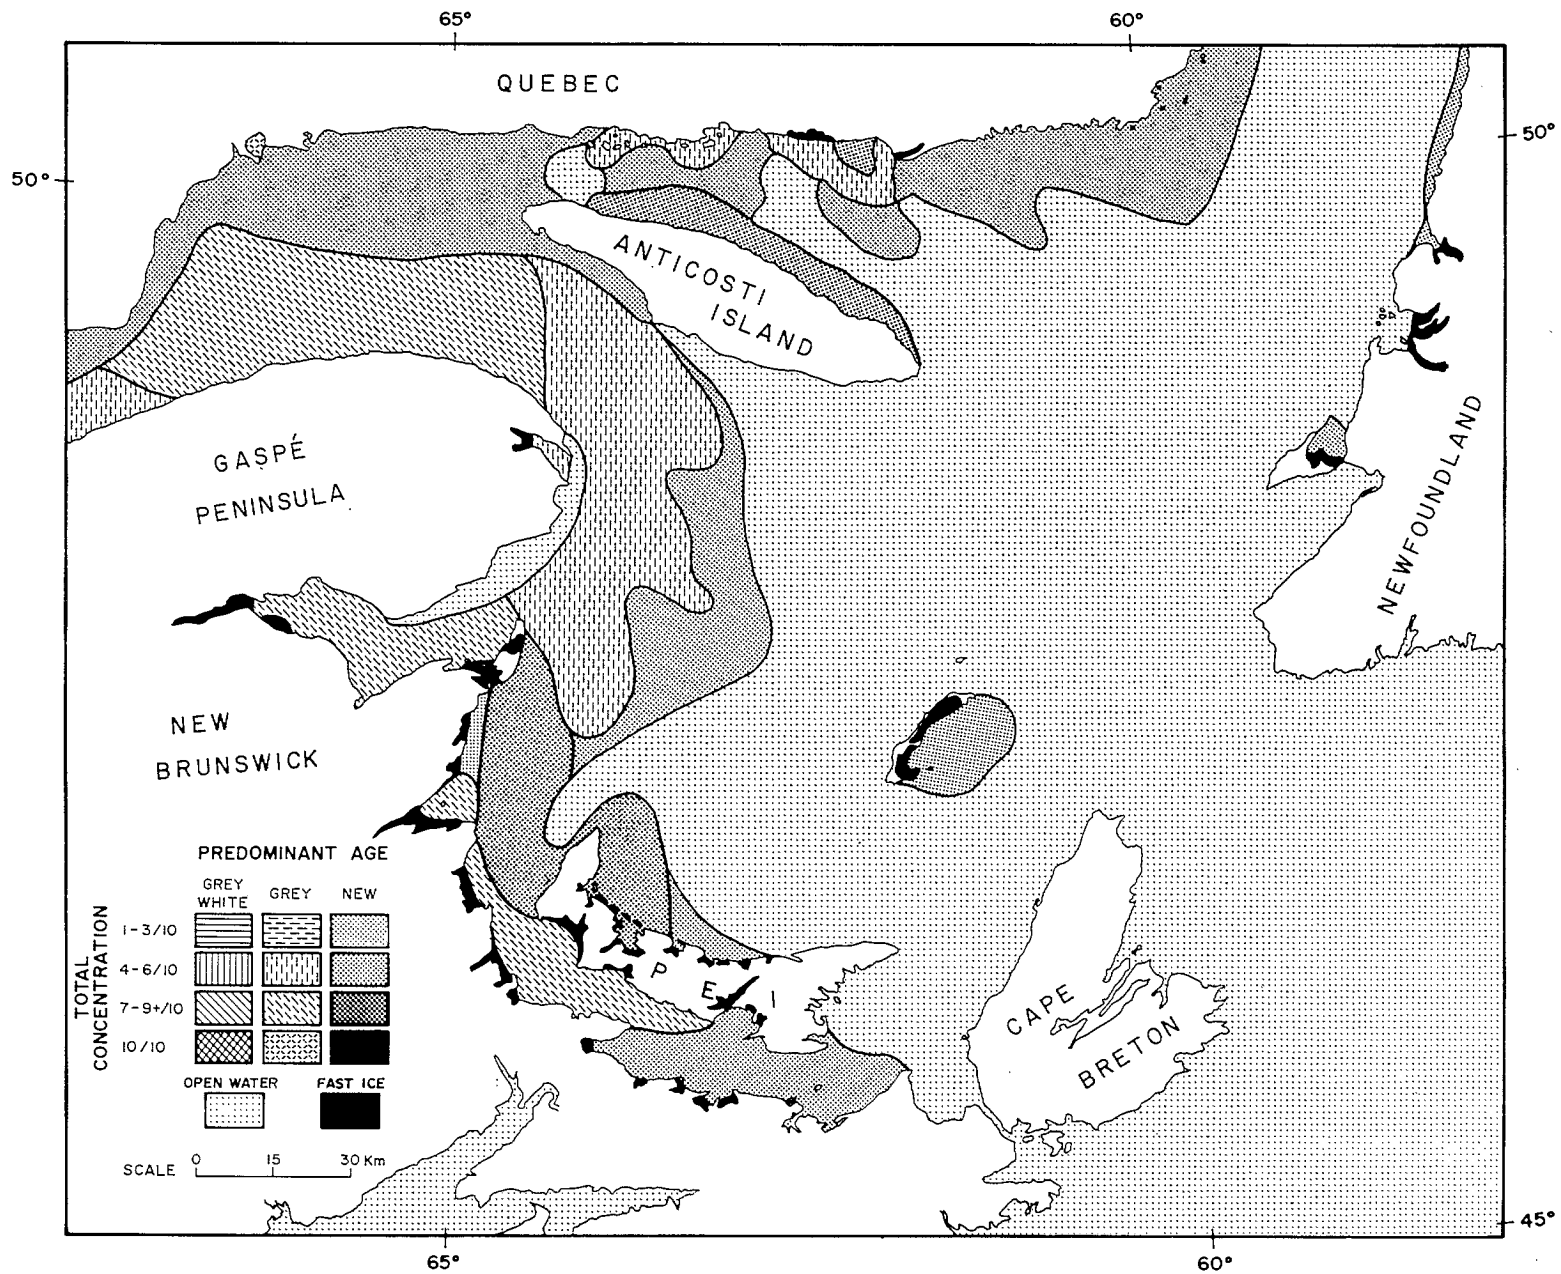 65° 60°
QUEBEC
50°
50°
ANTICOSTI
ISLAND
GASPÉ
PENINSULA
NEWFOUNDLAND
NEW
BRUNSWICK
PREDOMINANT AGE
GREY WHITE GREY NEW
TOTAL CONCENTRATION
1-3/10
4-6/10
7-9+/10
10/10
OPEN WATER FAST ICE
SCALE 0 15 30 Km
P E I
CAPE
BRETON
45°
65° 60°